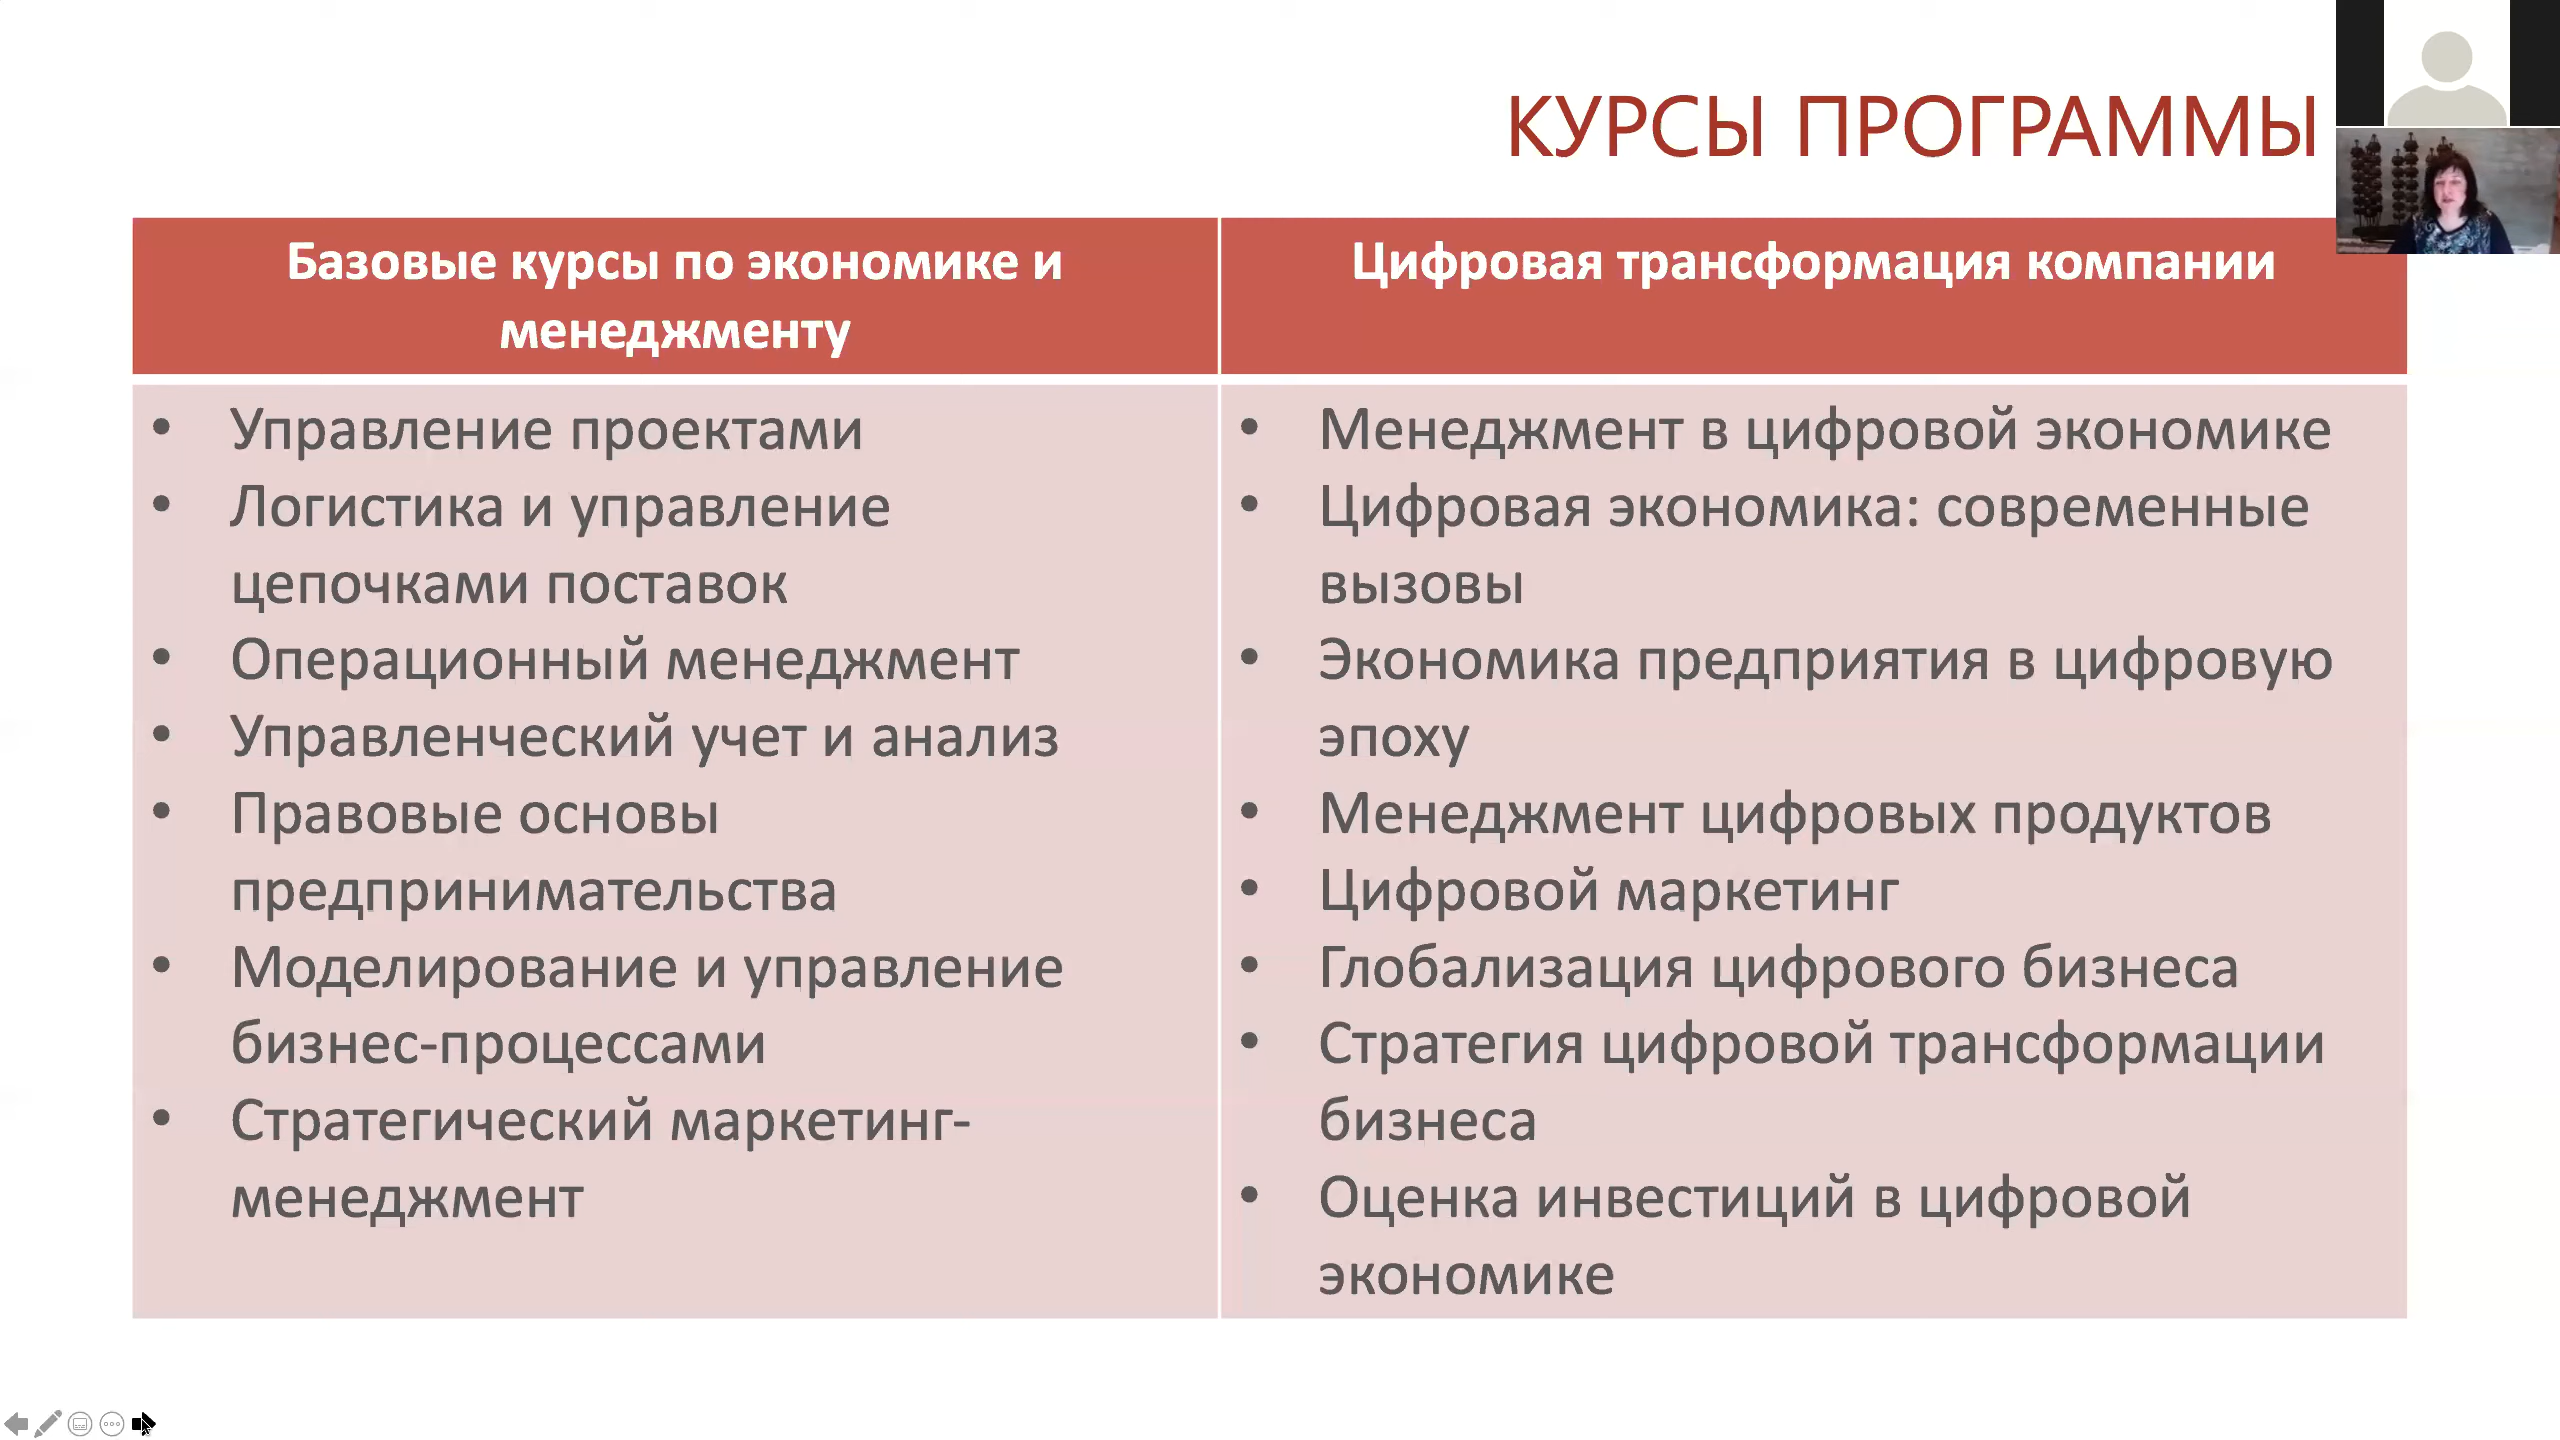 КУРСЫ ПРОГРАММЫ
Базовые курсы по экономике и
менеджменту
Управление проектами
Логистика и управление
цепочками поставок
Операционный менеджмент
Управленческий учет и анализ
Правовые основы
предпринимательства
Моделирование и управление
бизнес-процессами
Стратегический маркетинг-
менеджмент
Цифровая трансформация компании
Менеджмент в цифровой экономике
Цифровая экономика: современные
вызовы
Экономика предприятия в цифровую
эпоху
Менеджмент цифровых продуктов
Цифровой маркетинг
Глобализация цифрового бизнеса
Стратегия цифровой трансформации
бизнеса
Оценка инвестиций в цифровой
экономике